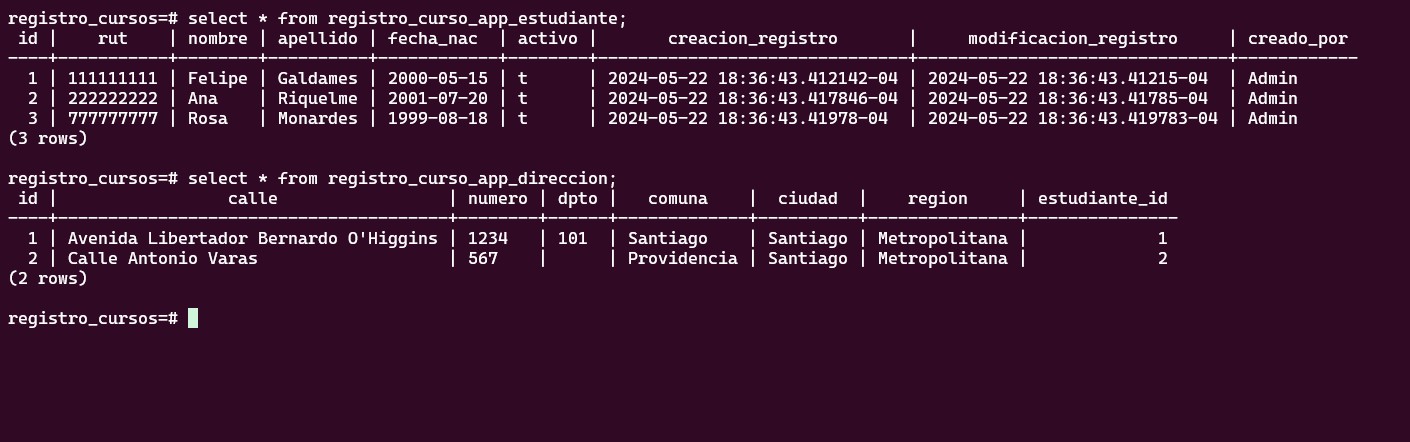 registro_cursos=# select * from registro_curso_app_estudiante;
 id |    rut    | nombre | apellido | fecha_nac  | activo |       creacion_registro       |     modificacion_registro     | creado_por
----+-----------+--------+----------+------------+--------+-------------------------------+-------------------------------+------------
  1 | 111111111 | Felipe | Galdames | 2000-05-15 | t      | 2024-05-22 18:36:43.412142-04 | 2024-05-22 18:36:43.41215-04  | Admin
  2 | 222222222 | Ana    | Riquelme | 2001-07-20 | t      | 2024-05-22 18:36:43.417846-04 | 2024-05-22 18:36:43.41785-04  | Admin
  3 | 777777777 | Rosa   | Monardes | 1999-08-18 | t      | 2024-05-22 18:36:43.41978-04  | 2024-05-22 18:36:43.419783-04 | Admin
(3 rows)
registro_cursos=# select * from registro_curso_app_direccion;
 id |                 calle                 | numero | dpto |   comuna    |  ciudad  |    region     | estudiante_id
----+---------------------------------------+--------+------+-------------+----------+---------------+---------------
  1 | Avenida Libertador Bernardo O'Higgins | 1234   | 101  | Santiago    | Santiago | Metropolitana |             1
  2 | Calle Antonio Varas                   | 567    |      | Providencia | Santiago | Metropolitana |             2
(2 rows)
registro_cursos=#